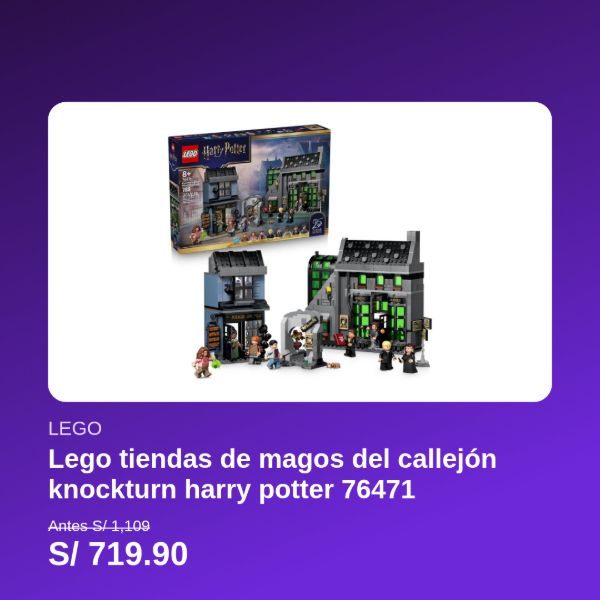 LEGO
Harry Potter
8+
LEGO
Lego tiendas de magos del callejón
knockturn harry potter 76471
Antes S/ 1,109
S/ 719.90